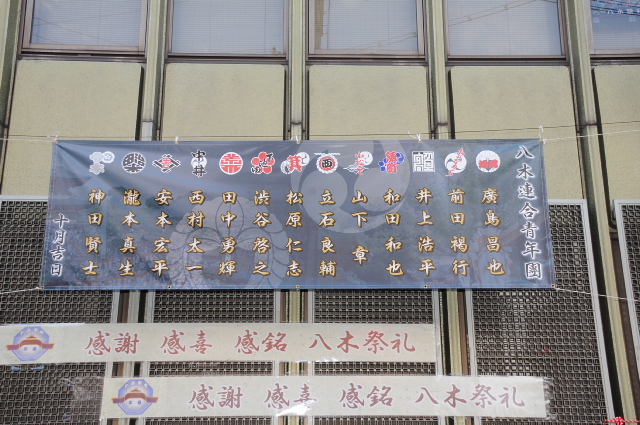 八木連合青年團
廣島昌也
前田禍行
井上浩平
和田和也
山下章
立石良輔
松原仁志
渋谷啓之
田中勇輝
西村太一
安本宏平
瀧本真生
神田賢士
十月吉日
感謝 感喜 感銘 八木祭礼
感謝 感喜 感銘 八木祭礼